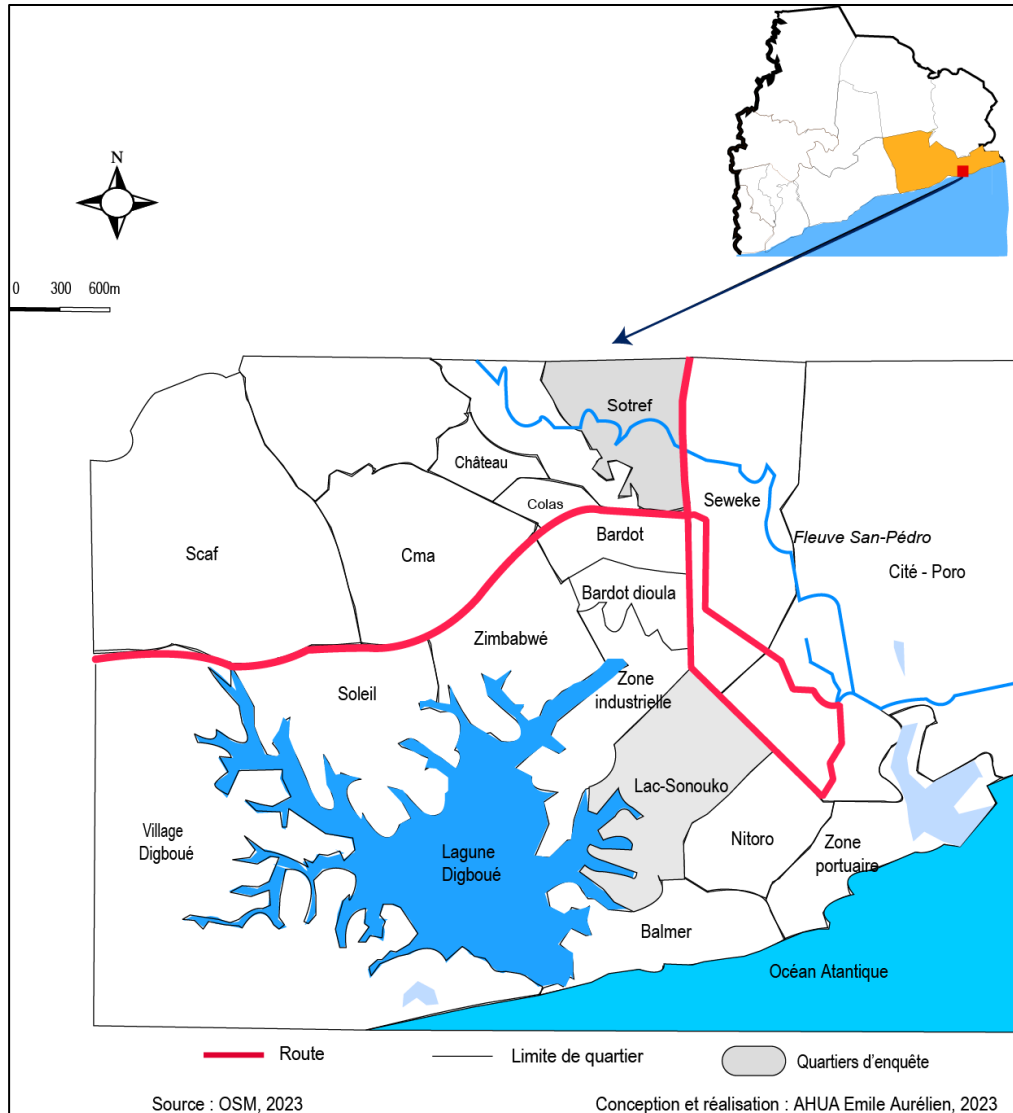 N
0 300 600m
Sotref
Château
Seweke
Colas
Bardot
Fleuve San-Pédro
Scaf
Cma
Cité - Poro
Bardot dioula
Zimbabwé
Zone
industrielle
Soleil
Lac-Sonouko
Village
Digboué
Lagune
Digboué
Nitoro
Zone
portuaire
Balmer
Océan Atantique
Route
Limite de quartier
Quartiers d'enquête
Source : OSM, 2023
Conception et réalisation : AHUA Emile Aurélien, 2023